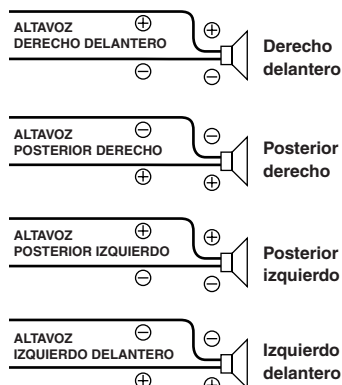 ALTAVOZ
DERECHO DELANTERO
⊕
⊖
⊕
⊖
Derecho
delantero
ALTAVOZ
POSTERIOR DERECHO
⊖
⊕
⊖
⊕
Posterior
derecho
ALTAVOZ
POSTERIOR IZQUIERDO
⊕
⊖
⊕
⊖
Posterior
izquierdo
ALTAVOZ
IZQUIERDO DELANTERO
⊖
⊕
⊖
⊕
Izquierdo
delantero